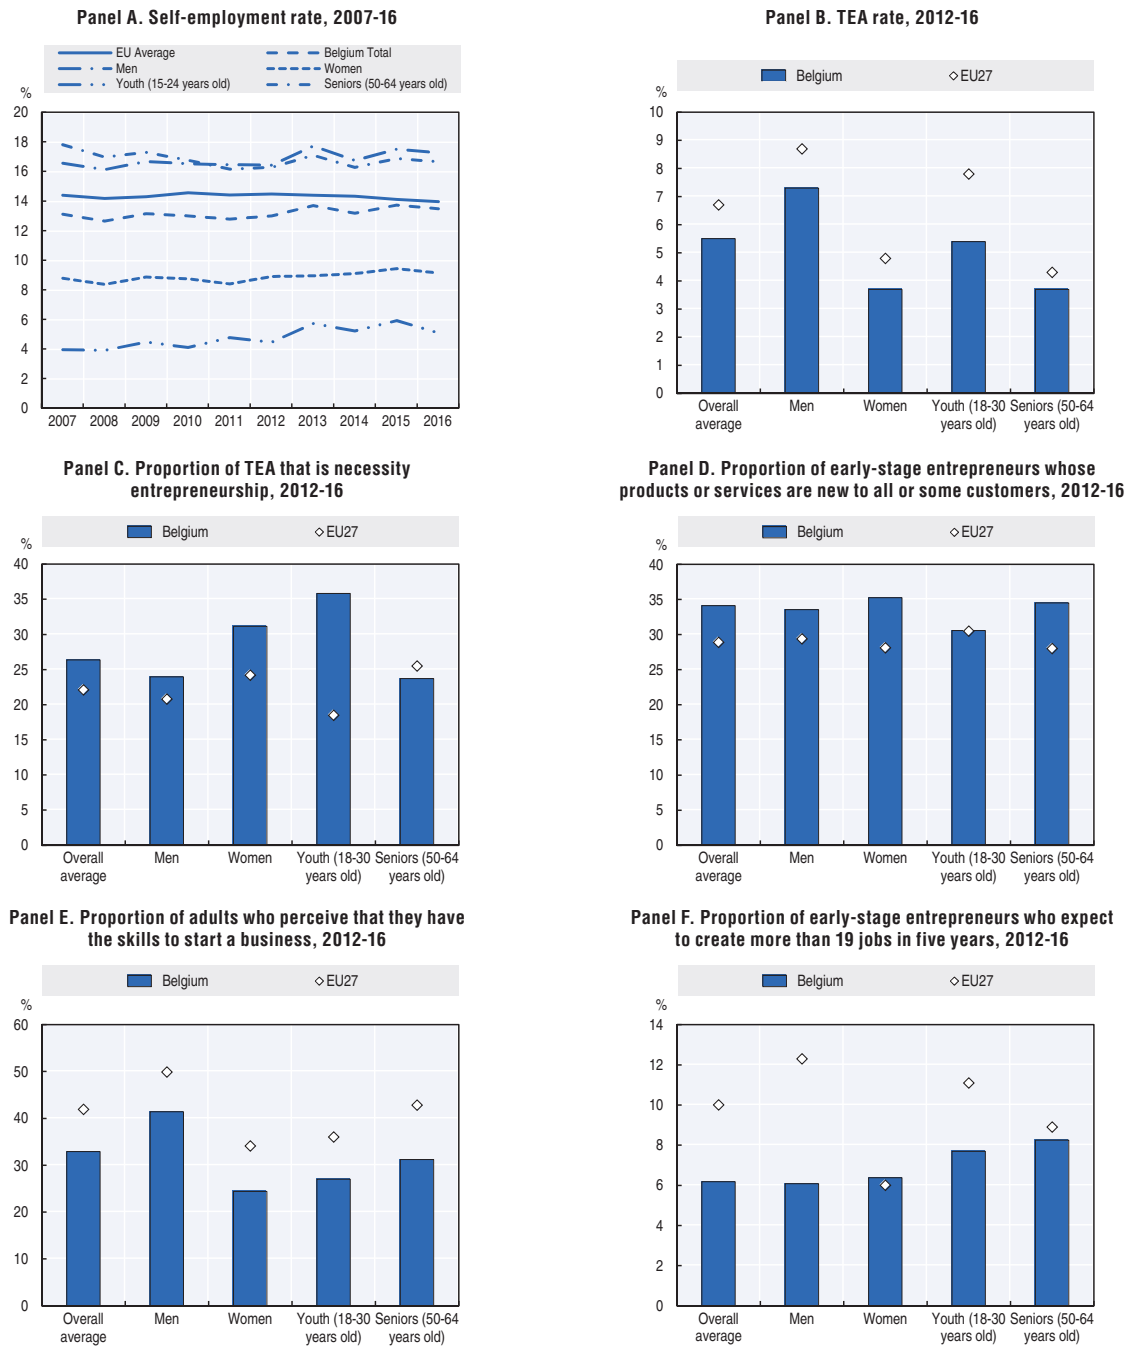 Panel A. Self-employment rate, 2007-16
EU Average
Belgium Total
Men
Women
Youth (15-24 years old)
Seniors (50-64 years old)
%
20
18
16
14
12
10
8
6
4
2
0
2007 2008 2009 2010 2011 2012 2013 2014 2015 2016
Panel B. TEA rate, 2012-16
Belgium
EU27
%
10
9
8
7
6
5
4
3
2
1
0
Overall average
Men
Women
Youth (18-30 years old)
Seniors (50-64 years old)
Panel C. Proportion of TEA that is necessity
entrepreneurship, 2012-16
Belgium
EU27
%
40
35
30
25
20
15
10
5
0
Overall average
Men
Women
Youth (18-30 years old)
Seniors (50-64 years old)
Panel D. Proportion of early-stage entrepreneurs whose
products or services are new to all or some customers, 2012-16
Belgium
EU27
%
40
35
30
25
20
15
10
5
0
Overall average
Men
Women
Youth (18-30 years old)
Seniors (50-64 years old)
Panel E. Proportion of adults who perceive that they have
the skills to start a business, 2012-16
Belgium
EU27
%
60
50
40
30
20
10
0
Overall average
Men
Women
Youth (18-30 years old)
Seniors (50-64 years old)
Panel F. Proportion of early-stage entrepreneurs who expect
to create more than 19 jobs in five years, 2012-16
Belgium
EU27
%
14
12
10
8
6
4
2
0
Overall average
Men
Women
Youth (18-30 years old)
Seniors (50-64 years old)